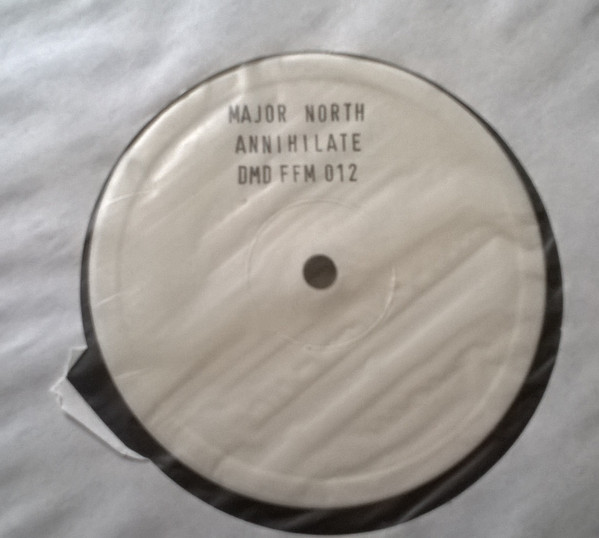 MAJOR NORTH
ANNIHILATE
DMD FFM 012